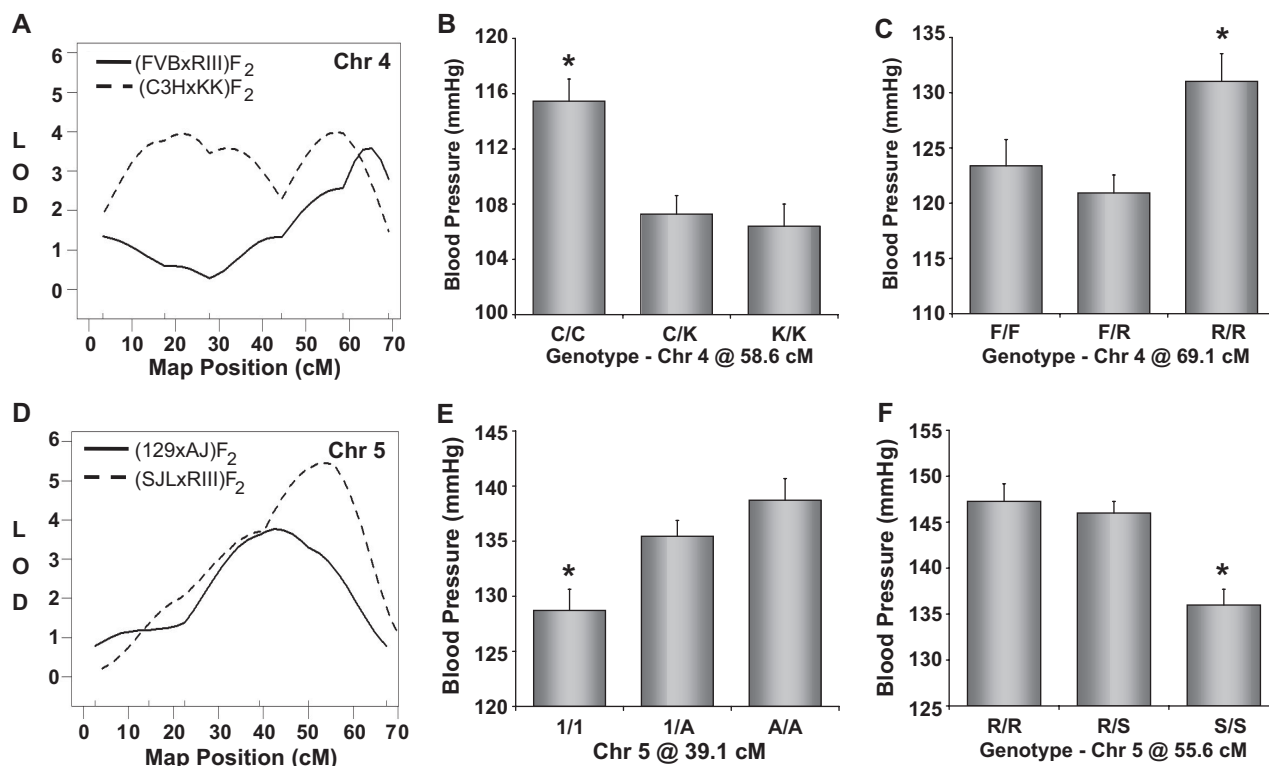 A
Chr 4
(FVBxRIII)F2
(C3HxKK)F2
LOD
6
5
4
3
2
1
0
0 10 20 30 40 50 60 70
Map Position (cM)
B
Blood Pressure (mmHg)
120
116
112
108
104
100
*
C/C C/K K/K
Genotype - Chr 4 @ 58.6 cM
C
Blood Pressure (mmHg)
135
130
125
120
115
110
*
F/F F/R R/R
Genotype - Chr 4 @ 69.1 cM
D
Chr 5
(129xAJ)F2
(SJLxRIII)F2
LOD
6
5
4
3
2
1
0
0 10 20 30 40 50 60 70
Map Position (cM)
E
Blood Pressure (mmHg)
145
140
135
130
125
120
*
1/1 1/A A/A
Chr 5 @ 39.1 cM
F
Blood Pressure (mmHg)
155
150
145
140
135
130
125
*
R/R R/S S/S
Genotype - Chr 5 @ 55.6 cM